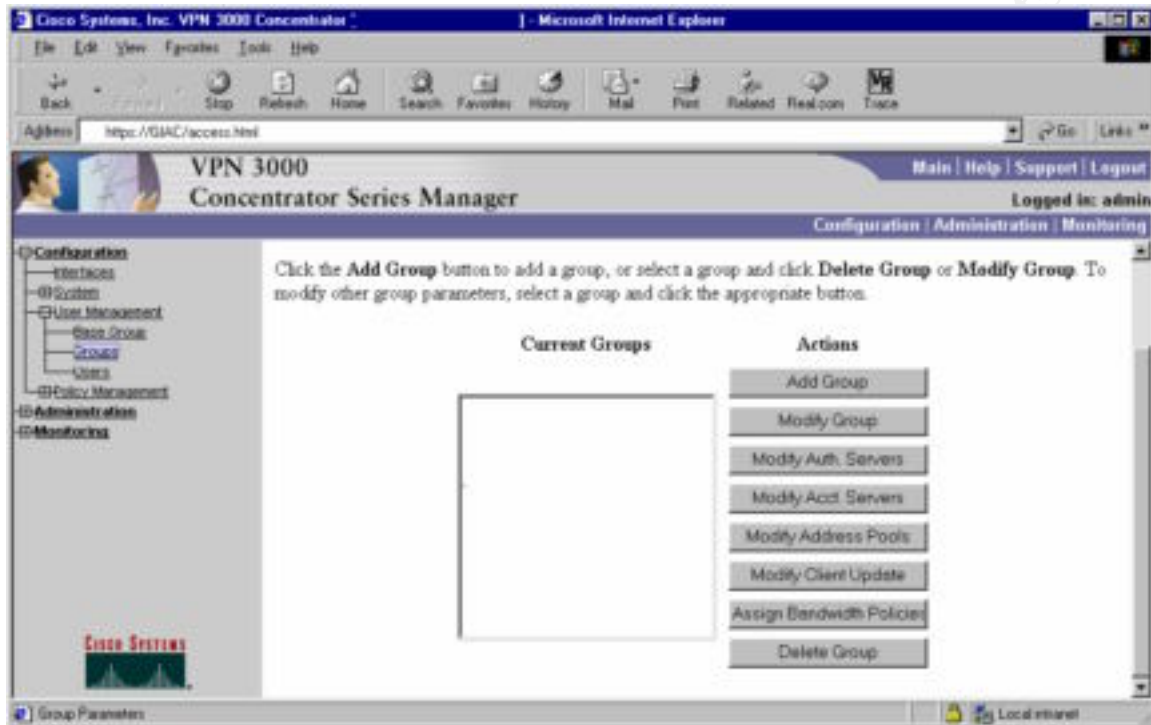 Cisco Systems, Inc. VPN 3000 Concentrator [ ] - Microsoft Internet Explorer
File Edit View Favorites Tools Help
Back Stop Refresh Home Search Favorites History Mail Print Related Real.com Trace
Address https://GIAC/access.html Go Links »
VPN 3000
Concentrator Series Manager
Main | Help | Support | Logout
Logged in: admin
Configuration | Administration | Monitoring
Configuration
Interfaces
System
User Management
Base Group
Groups
Users
Policy Management
Administration
Monitoring
Click the Add Group button to add a group, or select a group and click Delete Group or Modify Group. To
modify other group parameters, select a group and click the appropriate button.
Current Groups
Actions
Add Group
Modify Group
Modify Auth. Servers
Modify Acct. Servers
Modify Address Pools
Modify Client Update
Assign Bandwidth Policies
Delete Group
Cisco Systems
Group Parameters
Local intranet